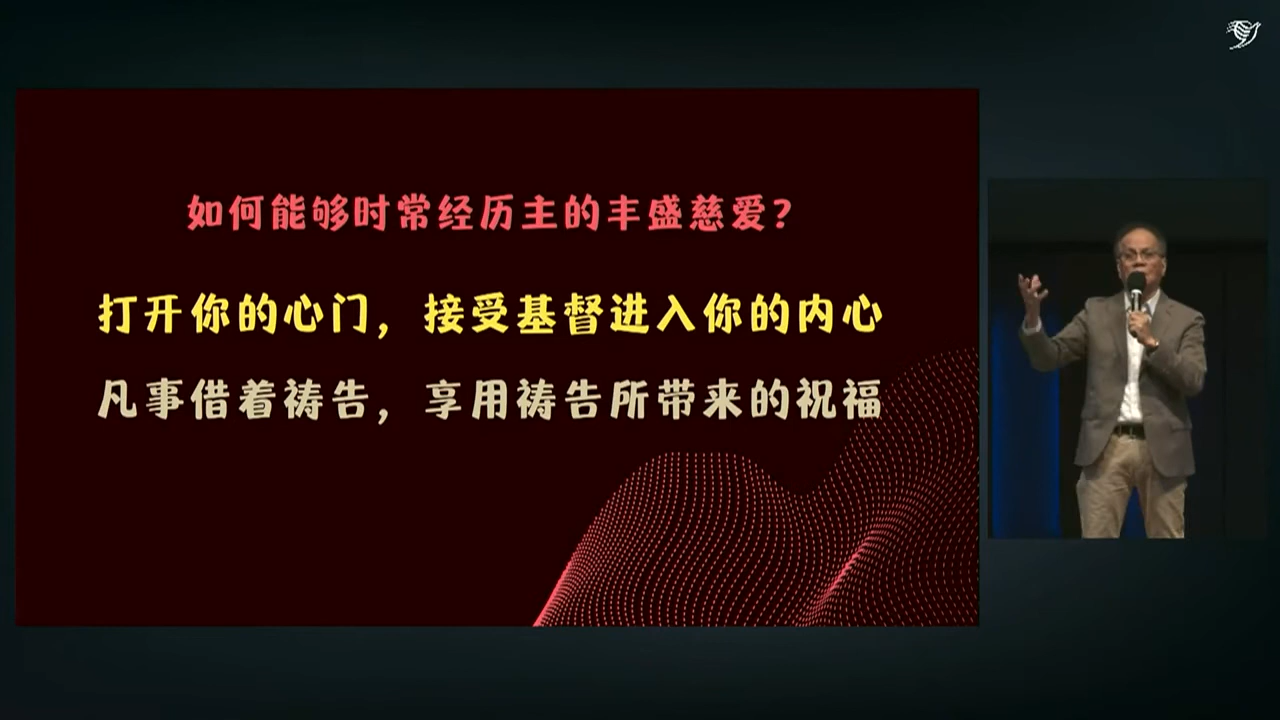 如何能够时常经历主的丰盛慈爱?
打开你的心门，接受基督进入你的内心
凡事借着祷告，享用祷告所带来的祝福